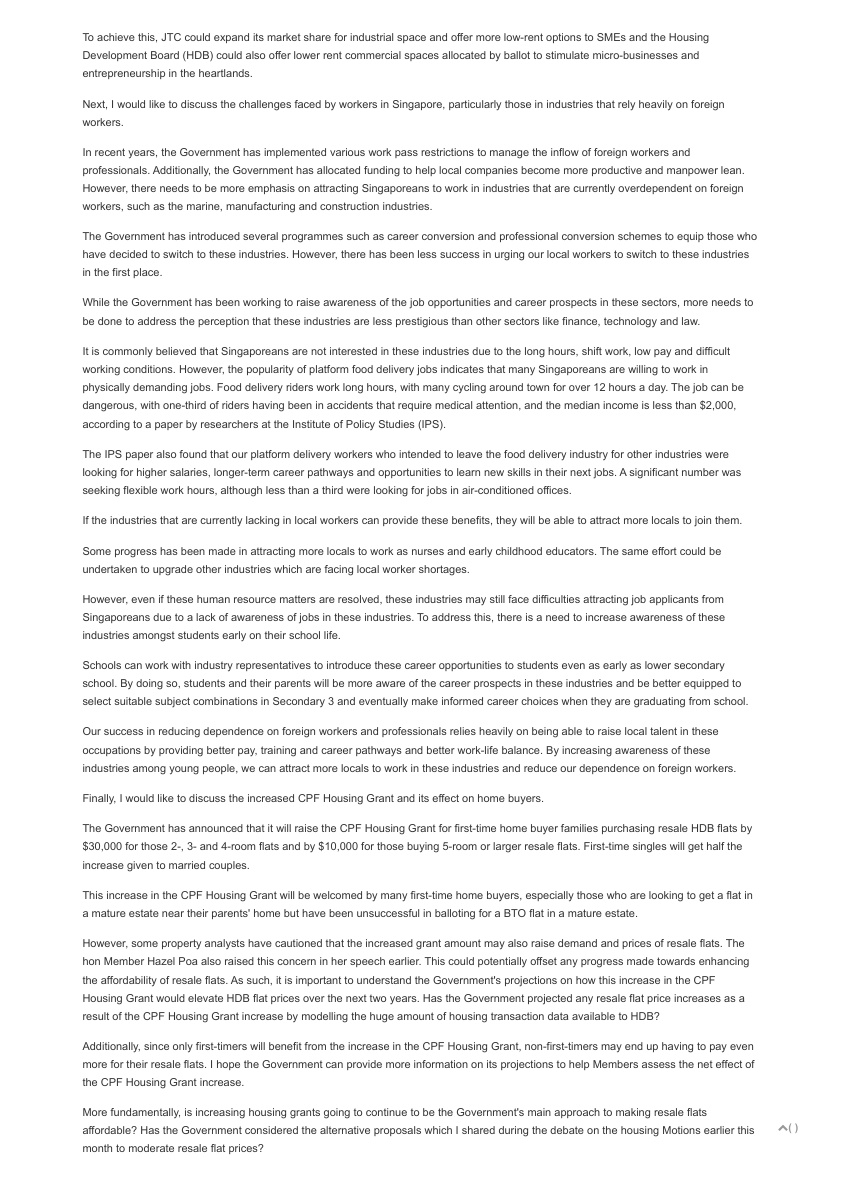 To achieve this, JTC could expand its market share for industrial space and offer more low-rent options to SMEs and the Housing
Development Board (HDB) could also offer lower rent commercial spaces allocated by ballot to stimulate micro-businesses and
entrepreneurship in the heartlands.
Next, I would like to discuss the challenges faced by workers in Singapore, particularly those in industries that rely heavily on foreign
workers.
In recent years, the Government has implemented various work pass restrictions to manage the inflow of foreign workers and
professionals. Additionally, the Government has allocated funding to help local companies become more productive and manpower lean.
However, there needs to be more emphasis on attracting Singaporeans to work in industries that are currently overdependent on foreign
workers, such as the marine, manufacturing and construction industries.
The Government has introduced several programmes such as career conversion and professional conversion schemes to equip those who
have decided to switch to these industries. However, there has been less success in urging our local workers to switch to these industries
in the first place.
While the Government has been working to raise awareness of the job opportunities and career prospects in these sectors, more needs to
be done to address the perception that these industries are less prestigious than other sectors like finance, technology and law.
It is commonly believed that Singaporeans are not interested in these industries due to the long hours, shift work, low pay and difficult
working conditions. However, the popularity of platform food delivery jobs indicates that many Singaporeans are willing to work in
physically demanding jobs. Food delivery riders work long hours, with many cycling around town for over 12 hours a day. The job can be
dangerous, with one-third of riders having been in accidents that require medical attention, and the median income is less than $2,000,
according to a paper by researchers at the Institute of Policy Studies (IPS).
The IPS paper also found that our platform delivery workers who intended to leave the food delivery industry for other industries were
looking for higher salaries, longer-term career pathways and opportunities to learn new skills in their next jobs. A significant number was
seeking flexible work hours, although less than a third were looking for jobs in air-conditioned offices.
If the industries that are currently lacking in local workers can provide these benefits, they will be able to attract more locals to join them.
Some progress has been made in attracting more locals to work as nurses and early childhood educators. The same effort could be
undertaken to upgrade other industries which are facing local worker shortages.
However, even if these human resource matters are resolved, these industries may still face difficulties attracting job applicants from
Singaporeans due to a lack of awareness of jobs in these industries. To address this, there is a need to increase awareness of these
industries amongst students early on their school life.
Schools can work with industry representatives to introduce these career opportunities to students even as early as lower secondary
school. By doing so, students and their parents will be more aware of the career prospects in these industries and be better equipped to
select suitable subject combinations in Secondary 3 and eventually make informed career choices when they are graduating from school.
Our success in reducing dependence on foreign workers and professionals relies heavily on being able to raise local talent in these
occupations by providing better pay, training and career pathways and better work-life balance. By increasing awareness of these
industries among young people, we can attract more locals to work in these industries and reduce our dependence on foreign workers.
Finally, I would like to discuss the increased CPF Housing Grant and its effect on home buyers.
The Government has announced that it will raise the CPF Housing Grant for first-time home buyer families purchasing resale HDB flats by
$30,000 for those 2-, 3- and 4-room flats and by $10,000 for those buying 5-room or larger resale flats. First-time singles will get half the
increase given to married couples.
This increase in the CPF Housing Grant will be welcomed by many first-time home buyers, especially those who are looking to get a flat in
a mature estate near their parents' home but have been unsuccessful in balloting for a BTO flat in a mature estate.
However, some property analysts have cautioned that the increased grant amount may also raise demand and prices of resale flats. The
hon Member Hazel Poa also raised this concern in her speech earlier. This could potentially offset any progress made towards enhancing
the affordability of resale flats. As such, it is important to understand the Government's projections on how this increase in the CPF
Housing Grant would elevate HDB flat prices over the next two years. Has the Government projected any resale flat price increases as a
result of the CPF Housing Grant increase by modelling the huge amount of housing transaction data available to HDB?
Additionally, since only first-timers will benefit from the increase in the CPF Housing Grant, non-first-timers may end up having to pay even
more for their resale flats. I hope the Government can provide more information on its projections to help Members assess the net effect of
the CPF Housing Grant increase.
More fundamentally, is increasing housing grants going to continue to be the Government's main approach to making resale flats
affordable? Has the Government considered the alternative proposals which I shared during the debate on the housing Motions earlier this
month to moderate resale flat prices?
( )